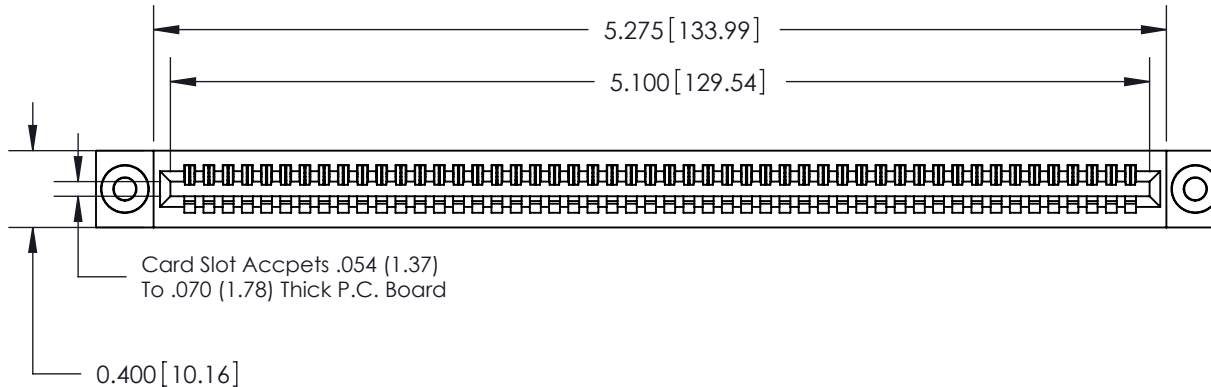 5.275[133.99]
5.100[129.54]
Card Slot Accpets .054 (1.37)
To .070 (1.78) Thick P.C. Board
0.400[10.16]